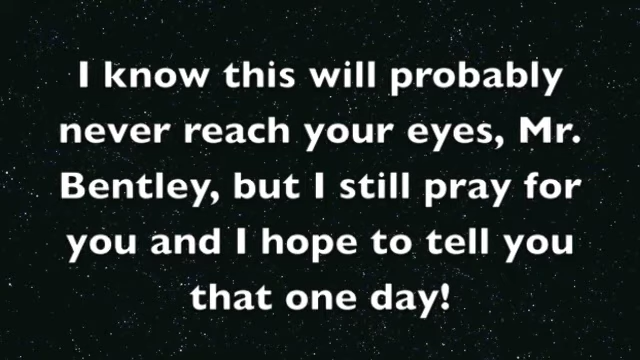 I know this will probably
never reach your eyes, Mr.
Bentley, but I still pray for
you and I hope to tell you
that one day!